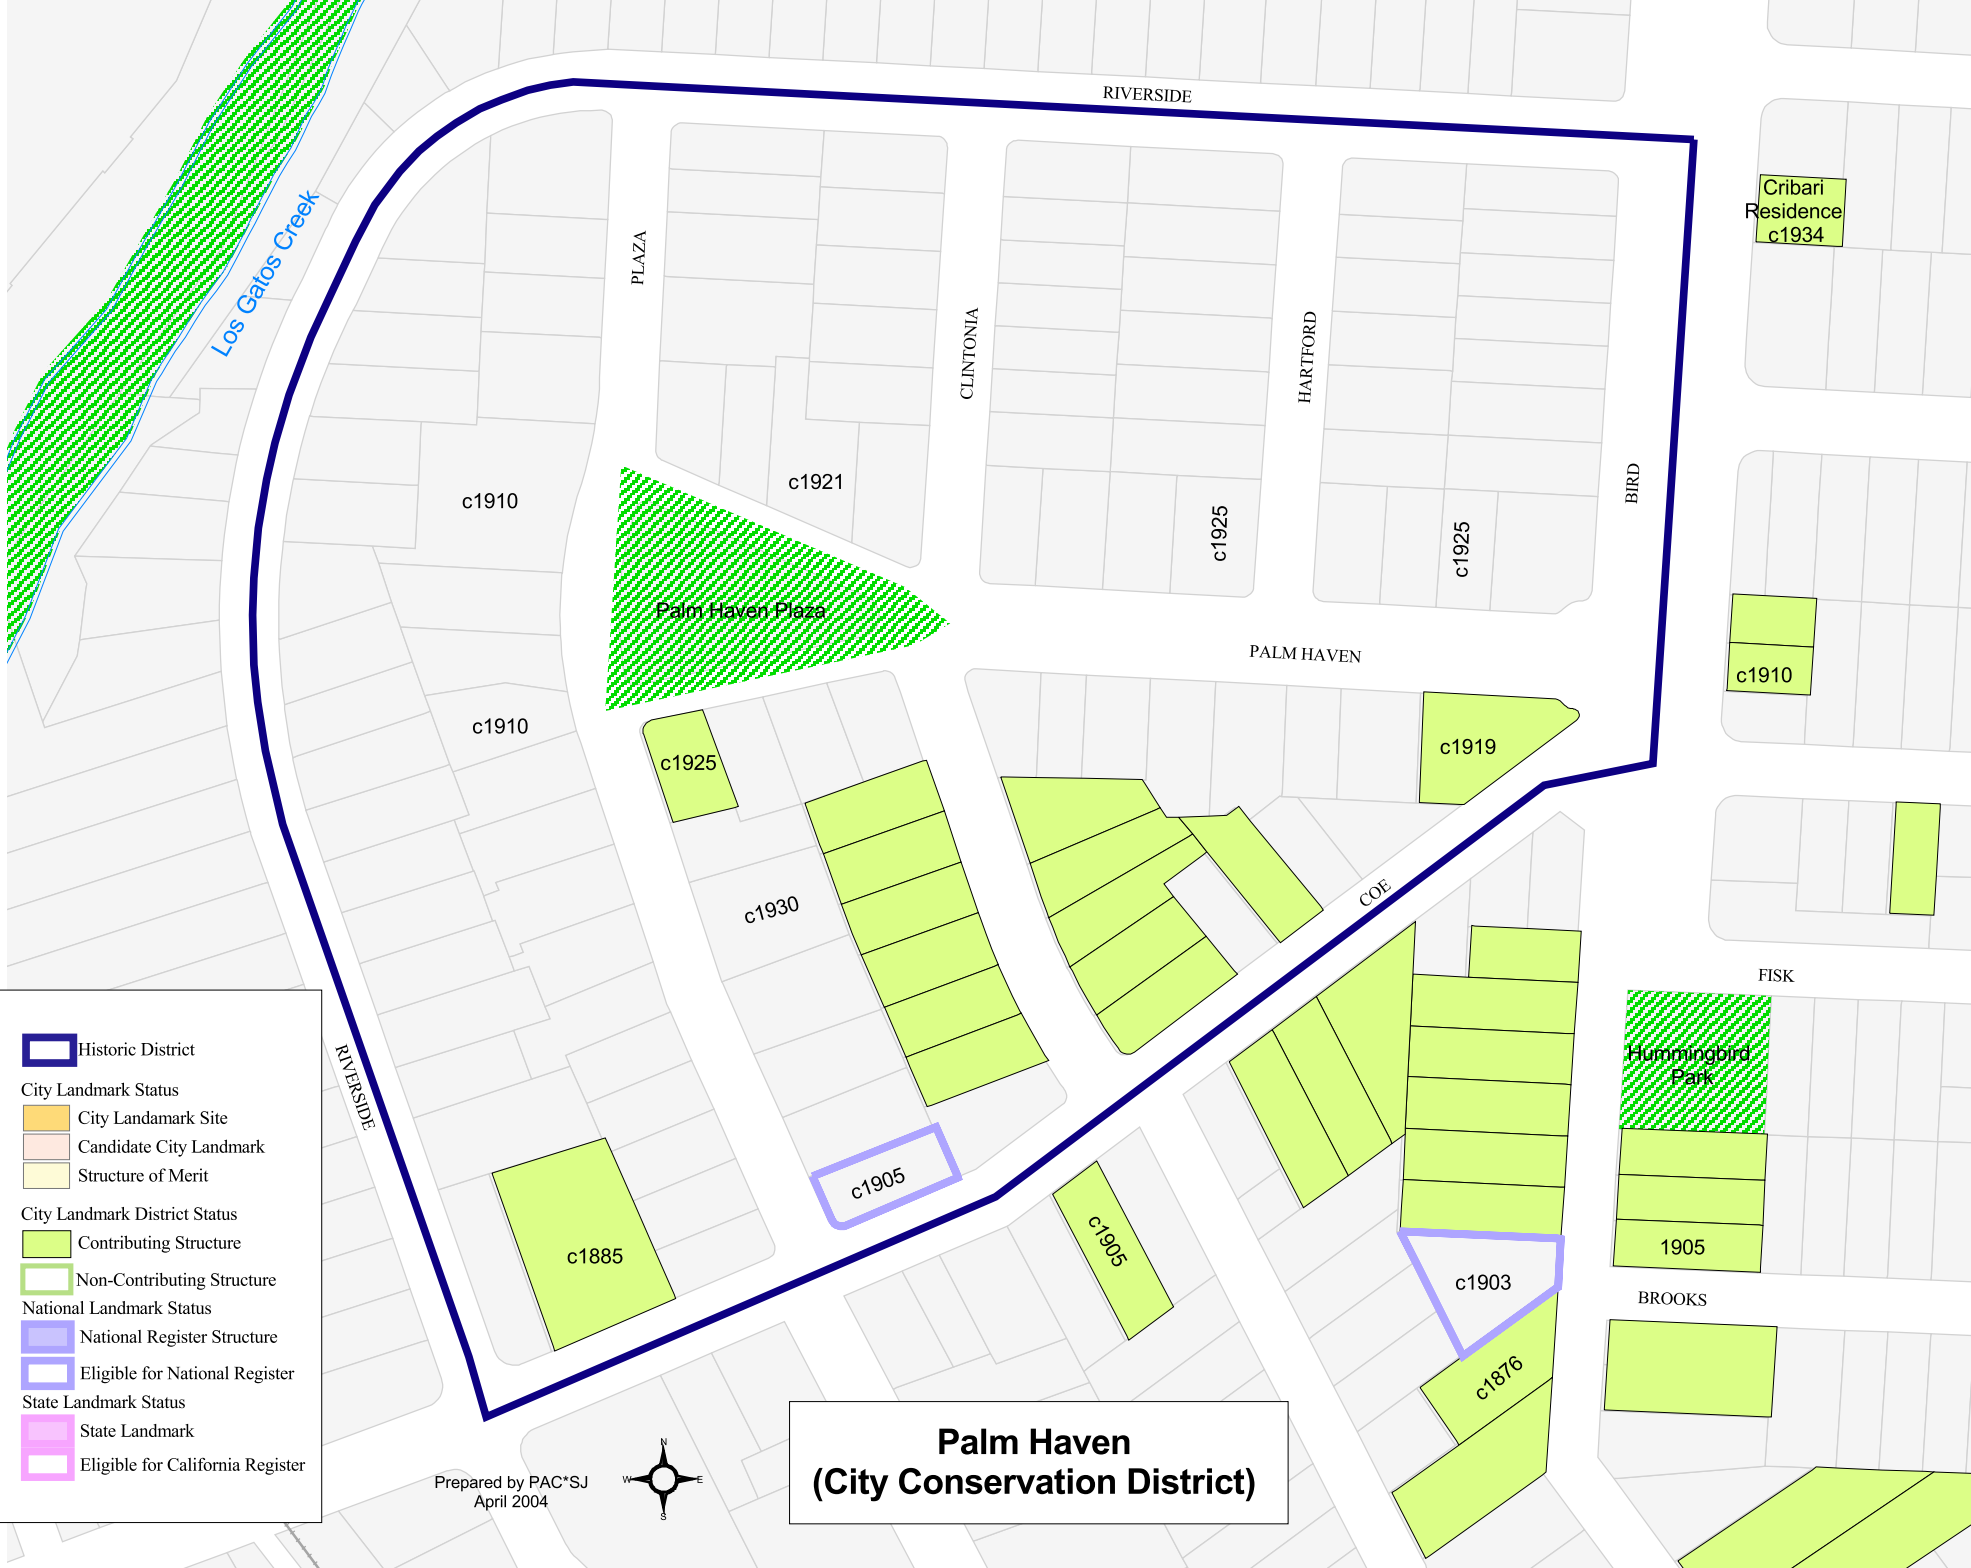 RIVERSIDE
Cribari
Residence
c1934
Los Gatos Creek
PLAZA
CLINTONIA
HARTFORD
BIRD
c1910
c1921
c1925
c1925
Palm Haven Plaza
PALM HAVEN
c1910
c1910
c1925
c1919
c1930
COE
FISK
Hummingbird
Park
RIVERSIDE
c1905
c1905
c1885
c1903
1905
BROOKS
c1876
Historic District
City Landmark Status
City Landamark Site
Candidate City Landmark
Structure of Merit
City Landmark District Status
Contributing Structure
Non-Contributing Structure
National Landmark Status
National Register Structure
Eligible for National Register
State Landmark Status
State Landmark
Eligible for California Register
Prepared by PAC*SJ
April 2004
N
W E
S
Palm Haven
(City Conservation District)